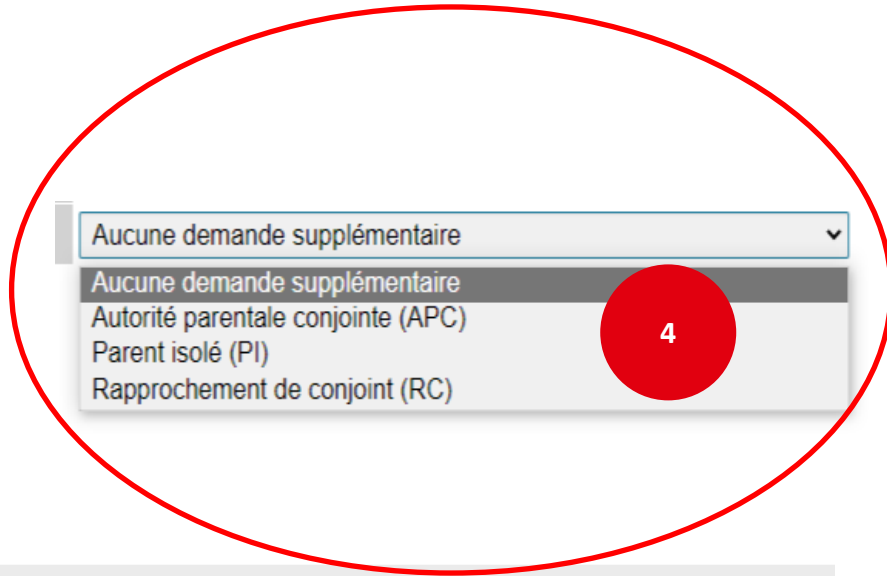 Aucune demande supplémentaire
Aucune demande supplémentaire
Autorité parentale conjointe (APC)
Parent isolé (PI)
Rapprochement de conjoint (RC)
4